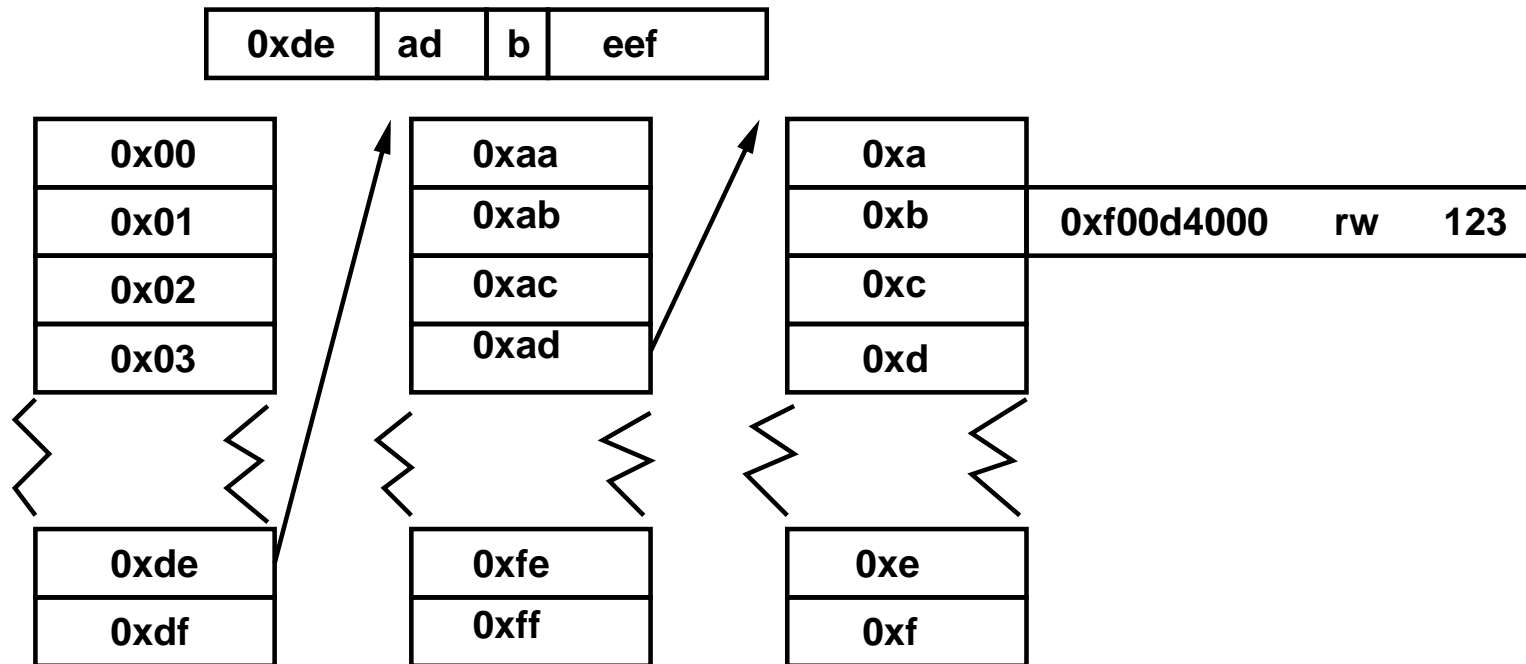 0xde ad b eef
0x00 0xaa 0xa
0x01 0xab 0xb 0xf00d4000 rw 123
0x02 0xac 0xc
0x03 0xad 0xd
0xde 0xfe 0xe
0xdf 0xff 0xf